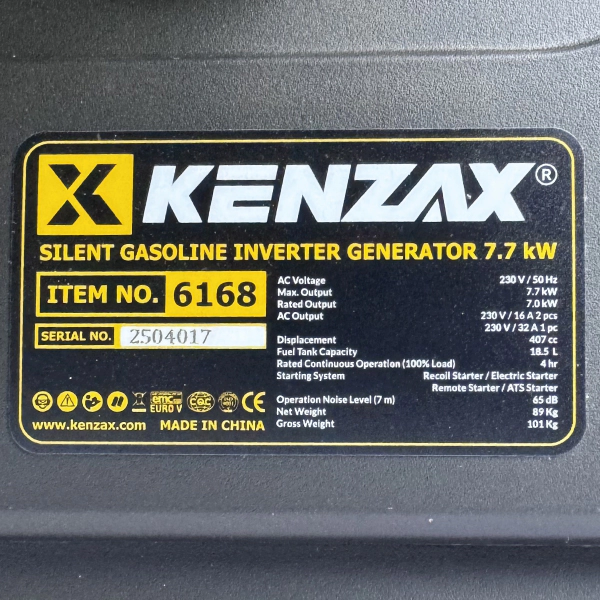 KENZAX®
SILENT GASOLINE INVERTER GENERATOR 7.7 kW
ITEM NO. 6168
SERIAL NO. 2504017
AC Voltage 230 V / 50 Hz
Max. Output 7.7 kW
Rated Output 7.0 kW
AC Output 230 V / 16 A 2 pcs
230 V / 32 A 1 pc
Displacement 407 cc
Fuel Tank Capacity 18.5 L
Rated Continuous Operation (100% Load) 4 hr
Starting System Recoil Starter / Electric Starter
Remote Starter / ATS Starter
Operation Noise Level (7 m) 65 dB
Net Weight 89 Kg
Gross Weight 101 Kg
emc
EURO V
CE
www.kenzax.com MADE IN CHINA